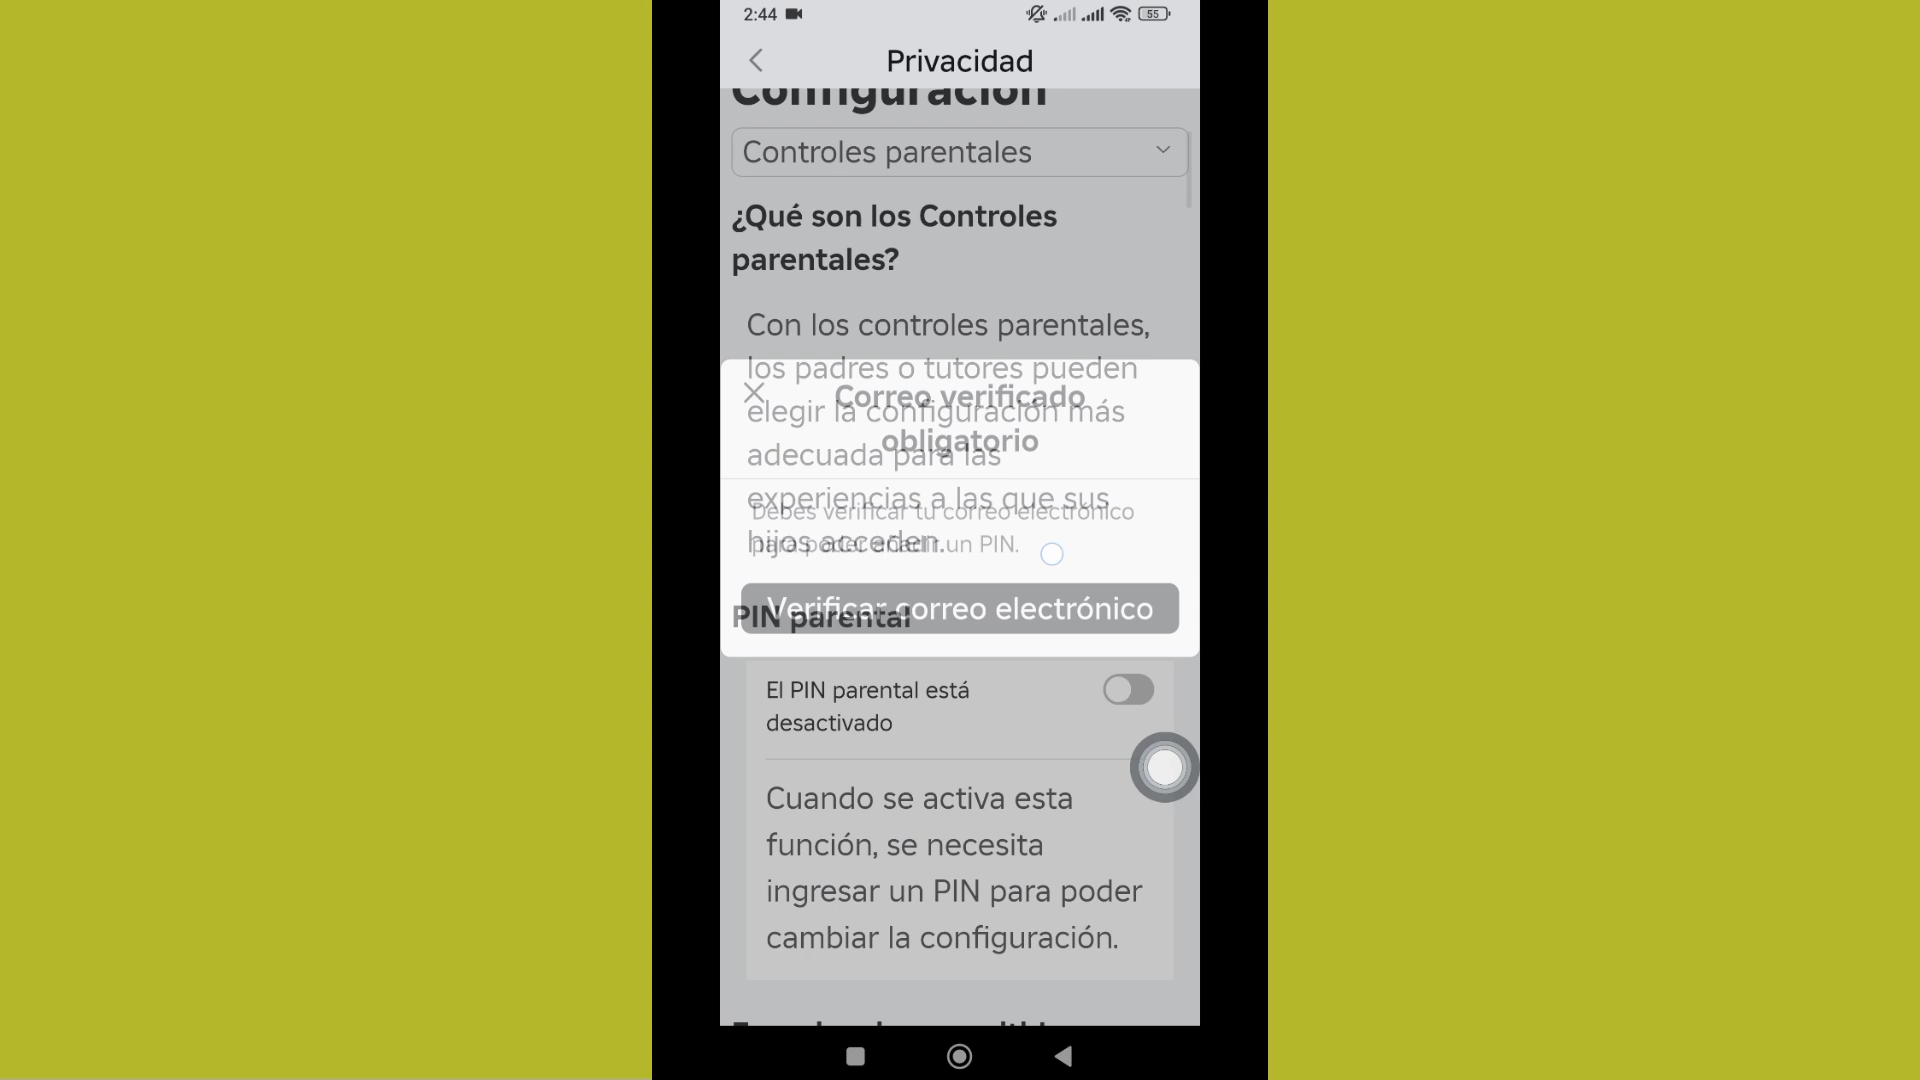 2:44
55
Privacidad
Configuración
Controles parentales
¿Qué son los Controles
parentales?
Con los controles parentales,
los padres o tutores pueden
elegir la configuración más
adecuada para las
experiencias a las que sus
hijos acceden.
Correo verificado
obligatorio
Debes verificar tu correo electrónico
para poder añadir un PIN.
Verificar correo electrónico
PIN parental
El PIN parental está
desactivado
Cuando se activa esta
función, se necesita
ingresar un PIN para poder
cambiar la configuración.